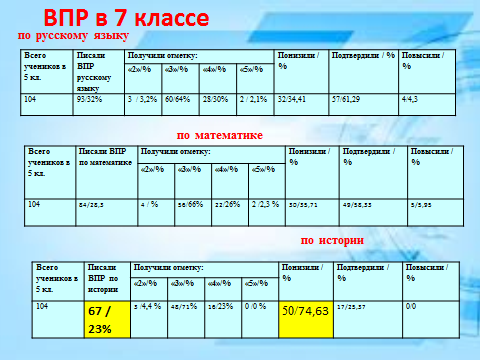 ВПР в 7 классе
по русскому языку
Всего учеников в 5 кл. Писали ВПР русскому языку Получили отметку: Понизили / % Подтвердили / % Повысили / %
«2»/% «3»/% «4»/% «5»/%
104 93/32% 3 / 3,2% 60/64% 28/30% 2 / 2,1% 32/34,41 57/61,29 4/4,3
по математике
Всего учеников в 5 кл. Писали ВПР по математике Получили отметку: Понизили / % Подтвердили / % Повысили / %
«2»/% «3»/% «4»/% «5»/%
104 84/28,3 4 / % 56/66% 22/26% 2 /2,3 % 30/35,71 49/58,33 5/5,95
по истории
Всего учеников в 5 кл. Писали ВПР по истории Получили отметку: Понизили / % Подтвердили / % Повысили / %
«2»/% «3»/% «4»/% «5»/%
104 67 / 23% 3 /4,4 % 48/71% 16/23% 0 /0 % 50/74,63 17/25,37 0/0